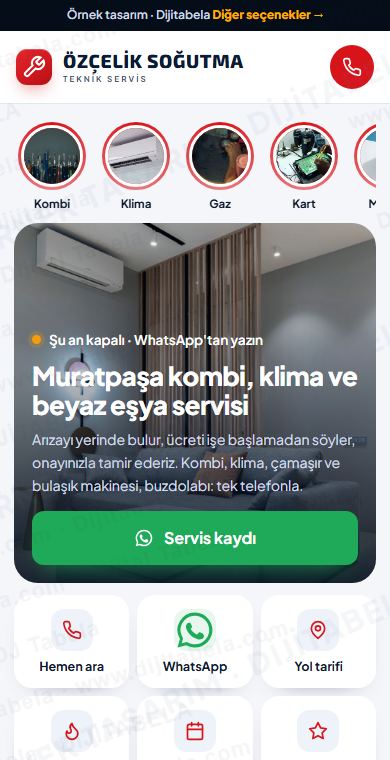 Örnek tasarım · Dijitabela Diğer seçenekler →
ÖZÇELİK SOĞUTMA
TEKNİK SERVİS
Kombi
Klima
Gaz
Kart
Şu an kapalı · WhatsApp'tan yazın
Muratpaşa kombi, klima ve
beyaz eşya servisi
Arızayı yerinde bulur, ücreti işe başlamadan söyler,
onayınızla tamir ederiz. Kombi, klima, çamaşır ve
bulaşık makinesi, buzdolabı: tek telefonla.
Servis kaydı
Hemen ara
WhatsApp
Yol tarifi